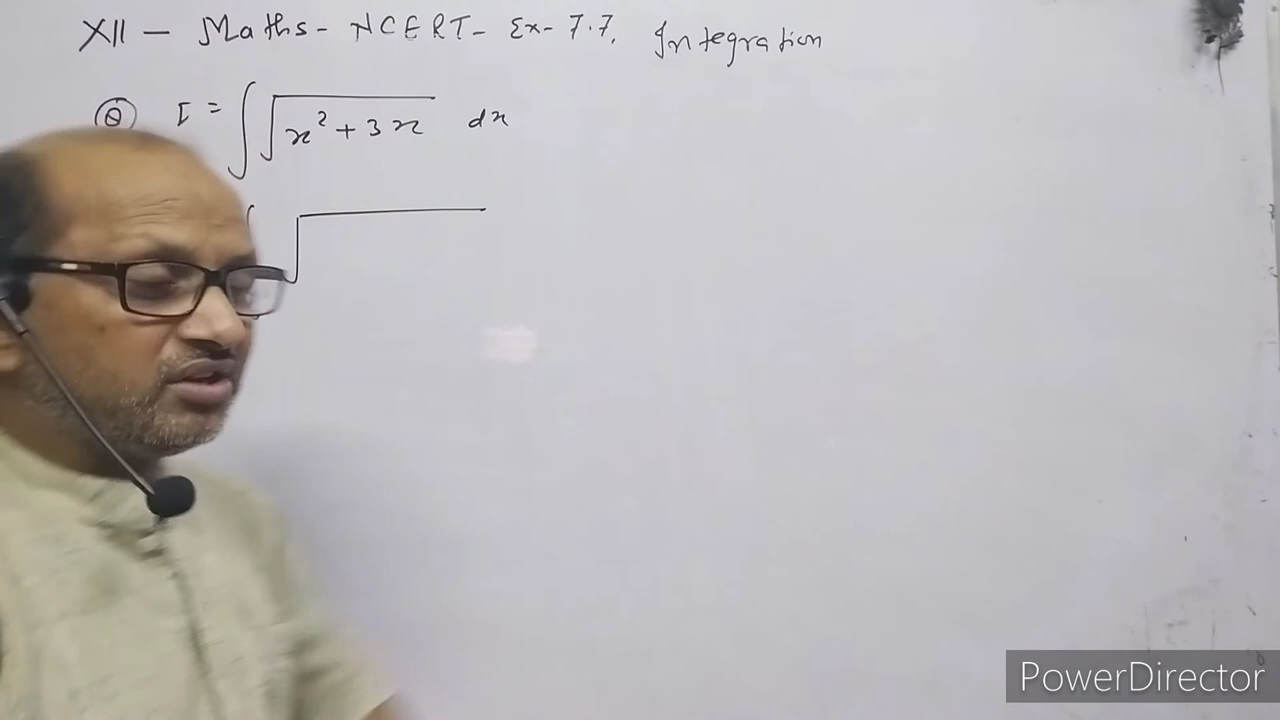 XII - Maths - NCERT - Ex - 7.7. Integration
Ⓠ I = ∫ √(x² + 3x) dx
∫ √
PowerDirector